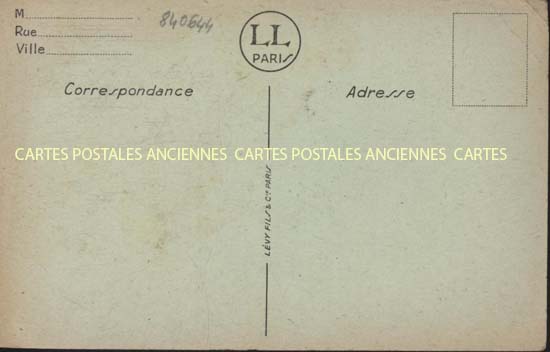 M
840644
Rue
Ville
LL
PARIS
Correspondance
Adresse
CARTES POSTALES ANCIENNES CARTES POSTALES ANCIENNES CARTES
LÉVY FILS & Cie PARIS